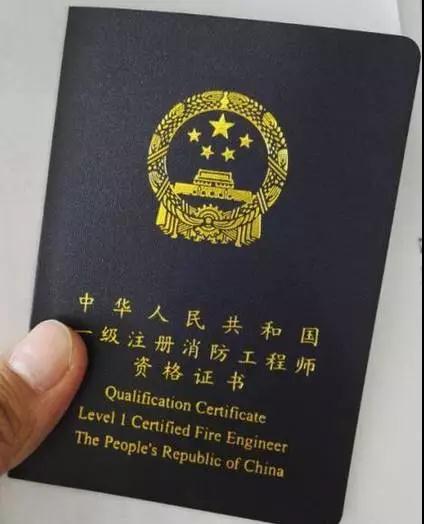 中华人民共和国
一级注册消防工程师
资格证书
Qualification Certificate
Level 1 Certified Fire Engineer
The People's Republic of China